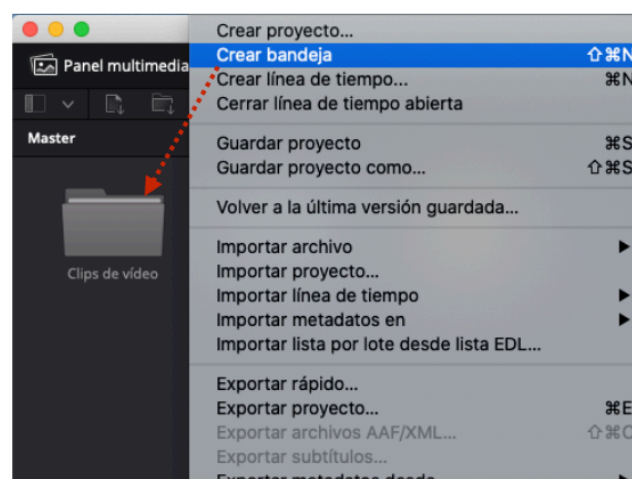 Panel multimedia
Master
Clips de vídeo
Crear proyecto...
Crear bandeja ⇧⌘N
Crear línea de tiempo... ⌘N
Cerrar línea de tiempo abierta
Guardar proyecto ⌘S
Guardar proyecto como... ⇧⌘S
Volver a la última versión guardada...
Importar archivo
Importar proyecto...
Importar línea de tiempo
Importar metadatos en
Importar lista por lote desde lista EDL...
Exportar rápido...
Exportar proyecto... ⌘E
Exportar archivos AAF/XML... ⇧⌘O
Exportar subtítulos...
Exportar metadatos desde